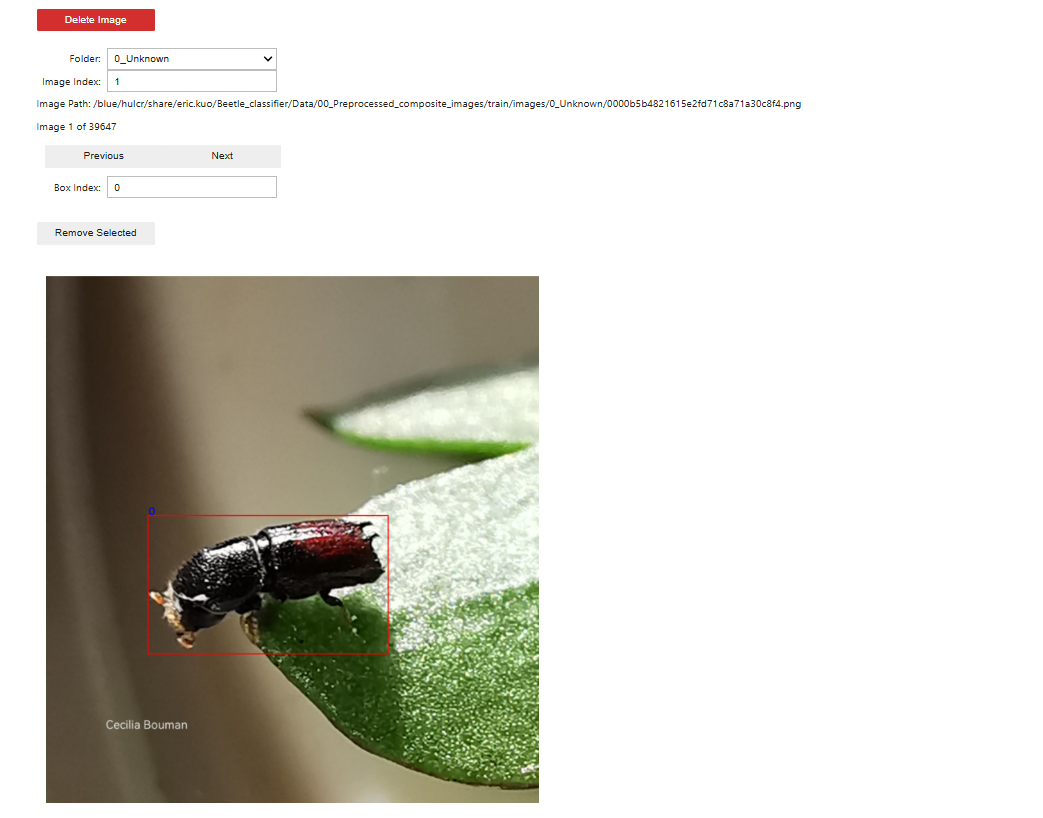 Delete Image
Folder: 0_Unknown
Image Index: 1
Image Path: /blue/hulcr/share/eric.kuo/Beetle_classifier/Data/00_Preprocessed_composite_images/train/images/0_Unknown/0000b5b4821615e2fd71c8a71a30c8f4.png
Image 1 of 39647
Previous Next
Box Index: 0
Remove Selected
0
Cecilia Bouman